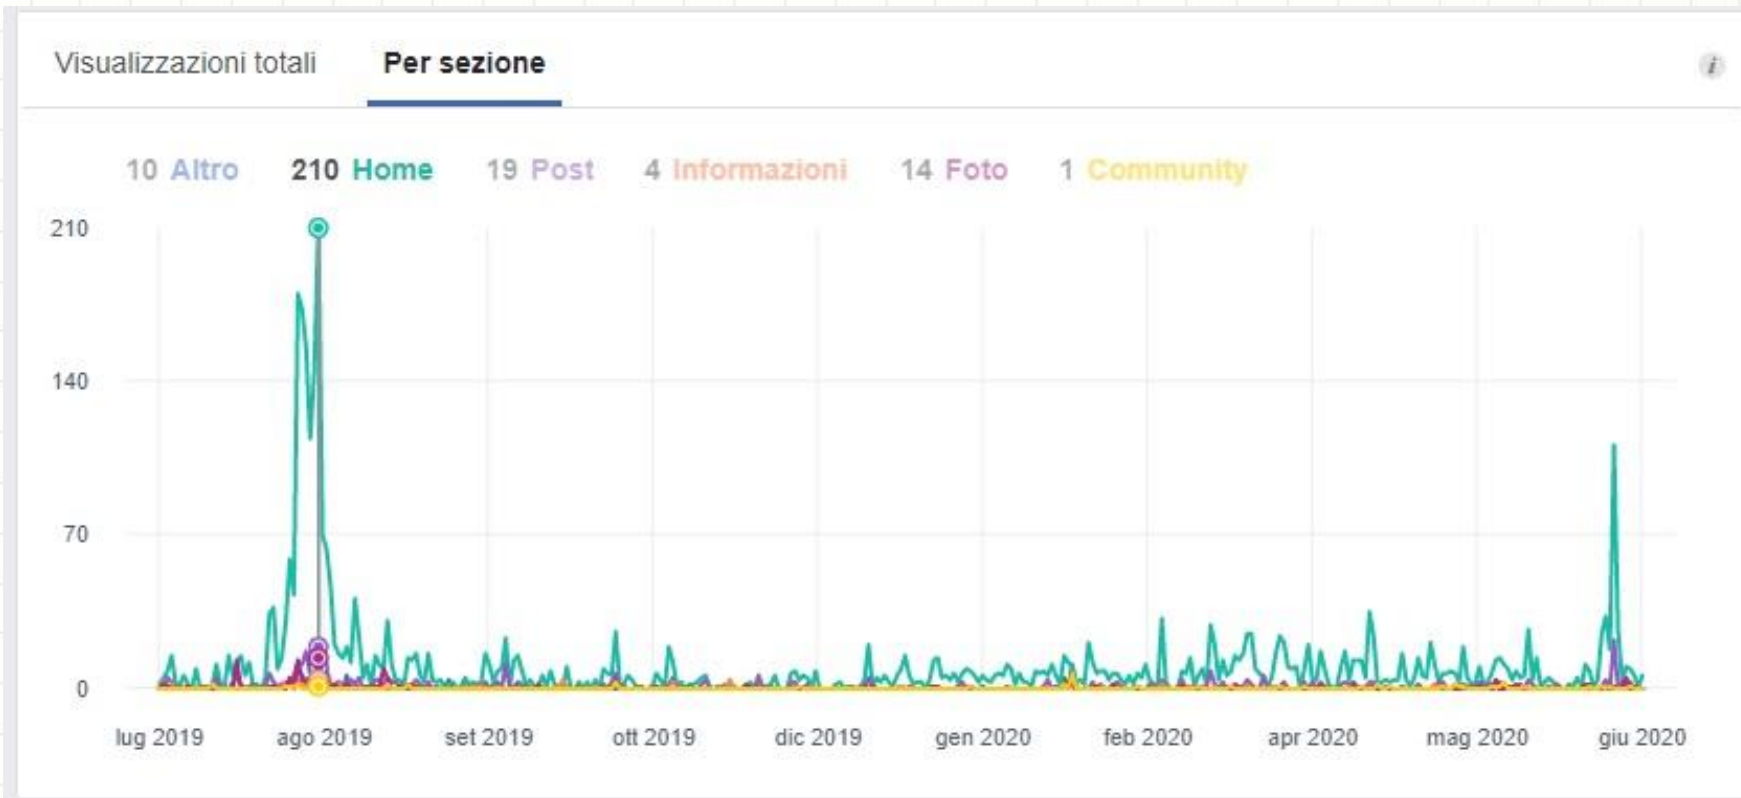 Visualizzazioni totali Per sezione i
10 Altro 210 Home 19 Post 4 Informazioni 14 Foto 1 Community
210
140
70
0
lug 2019 ago 2019 set 2019 ott 2019 dic 2019 gen 2020 feb 2020 apr 2020 mag 2020 giu 2020